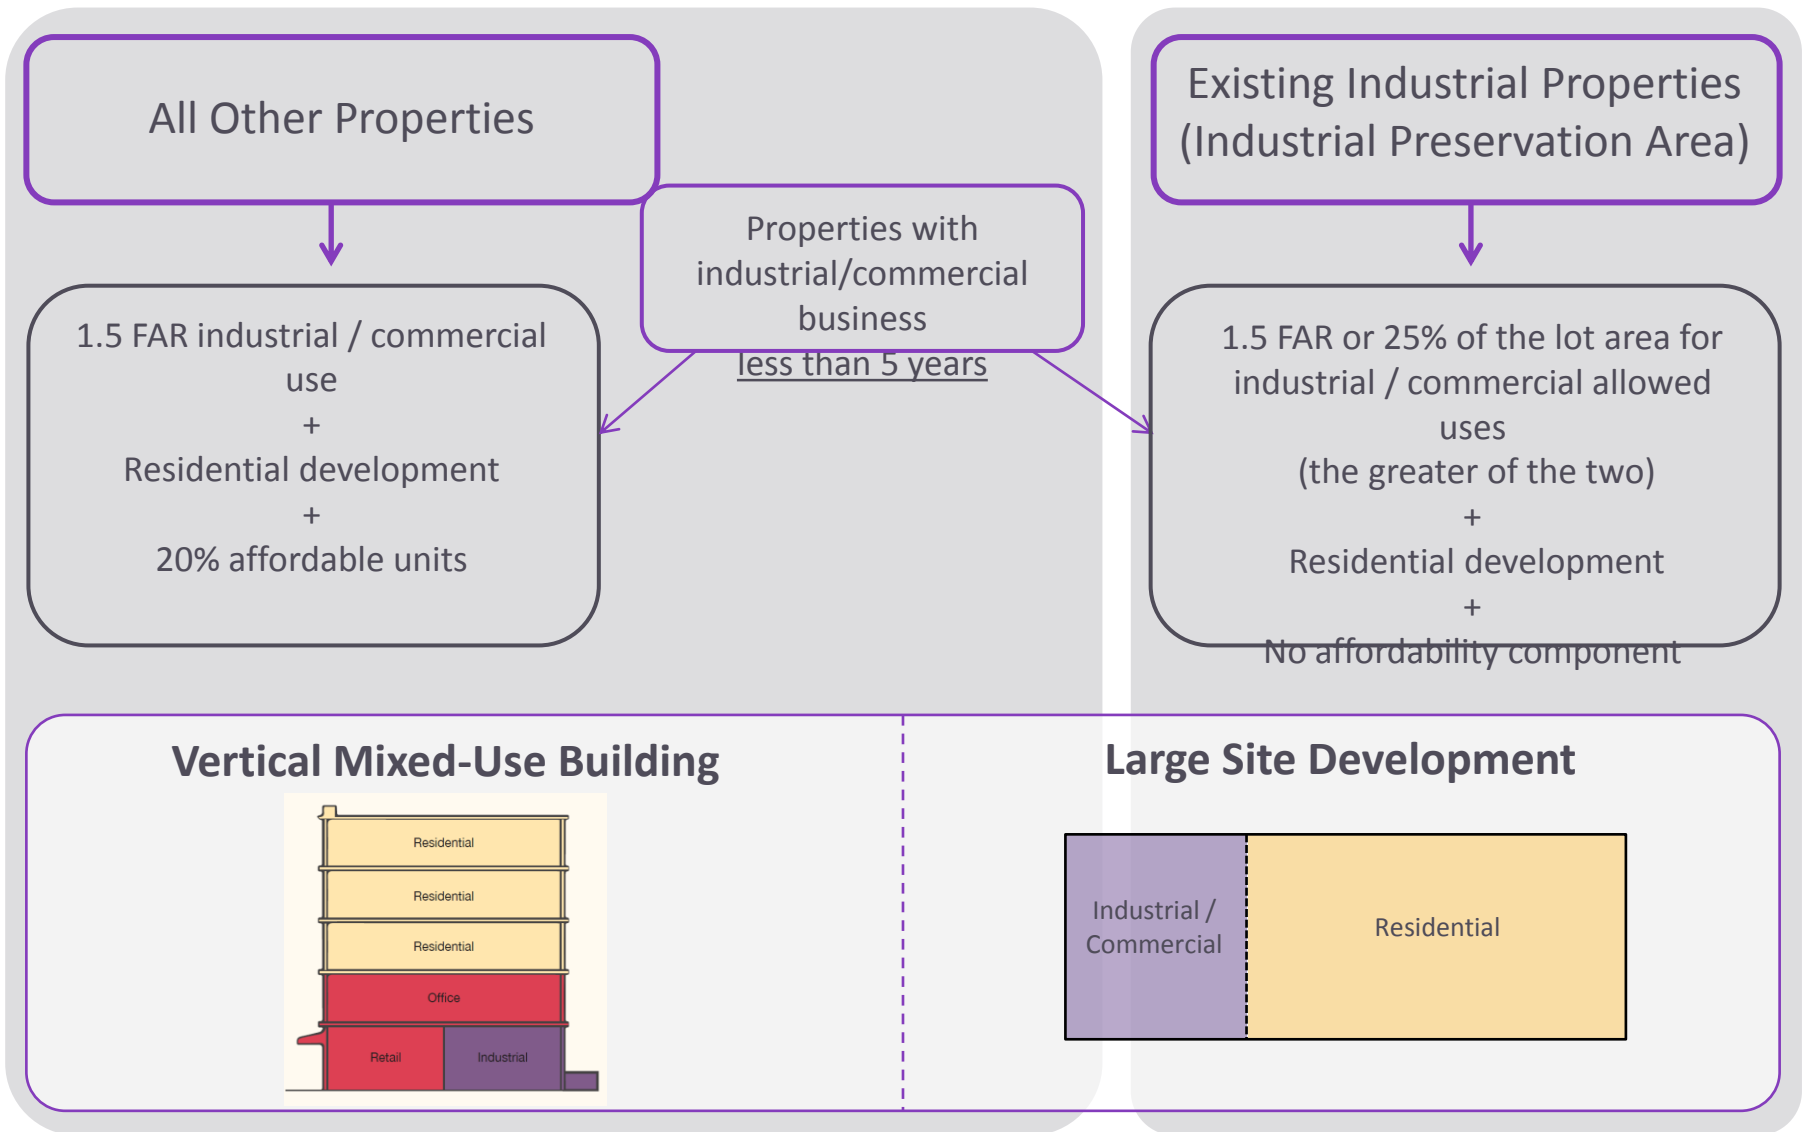 All Other Properties
Existing Industrial Properties
(Industrial Preservation Area)
Properties with
industrial/commercial
business
less than 5 years
1.5 FAR industrial / commercial
use
+
Residential development
+
20% affordable units
1.5 FAR or 25% of the lot area for
industrial / commercial allowed
uses
(the greater of the two)
+
Residential development
+
No affordability component
Vertical Mixed-Use Building
Residential
Residential
Residential
Office
Retail
Industrial
Large Site Development
Industrial /
Commercial
Residential